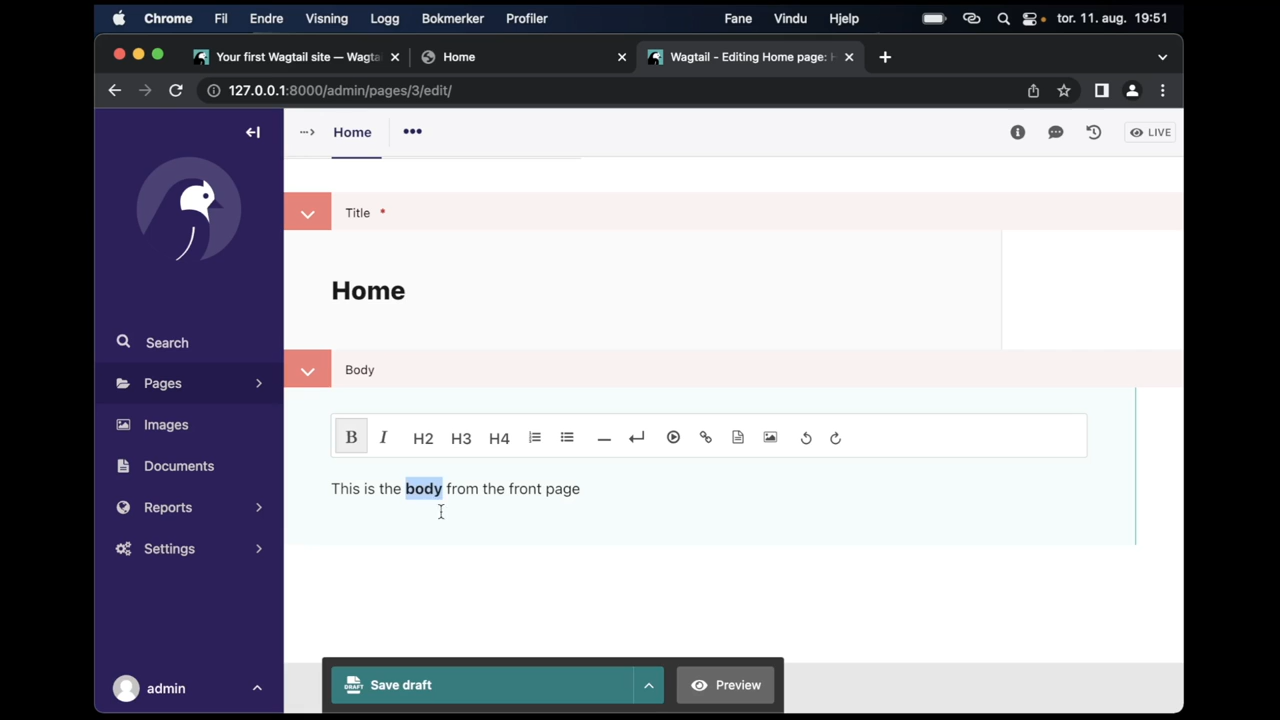 Chrome Fil Endre Visning Logg Bokmerker Profiler Fane Vindu Hjelp tor. 11. aug. 19:51
Your first Wagtail site — Wagta Home Wagtail - Editing Home page: H
127.0.0.1:8000/admin/pages/3/edit/
Home LIVE
Title *
Home
Search
Pages
Images
Documents
Reports
Settings
admin
Body
B I H2 H3 H4
This is the body from the front page
DRAFT Save draft Preview